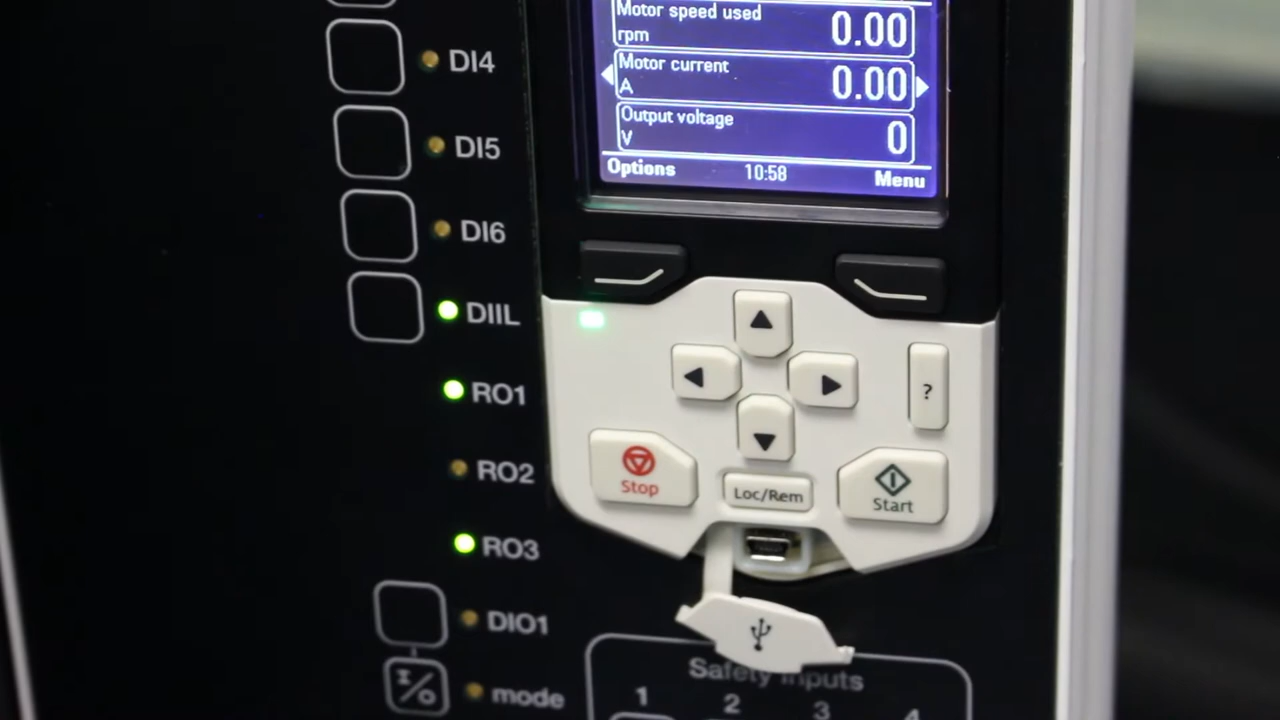 Motor speed used
rpm
0.00
Motor current
A
0.00
Output voltage
V
0
Options
10:58
Menu
DI4
DI5
DI6
DIIL
RO1
RO2
RO3
DIO1
I/O
mode
?
Stop
Loc/Rem
Start
Safety Inputs
1
2
3
4